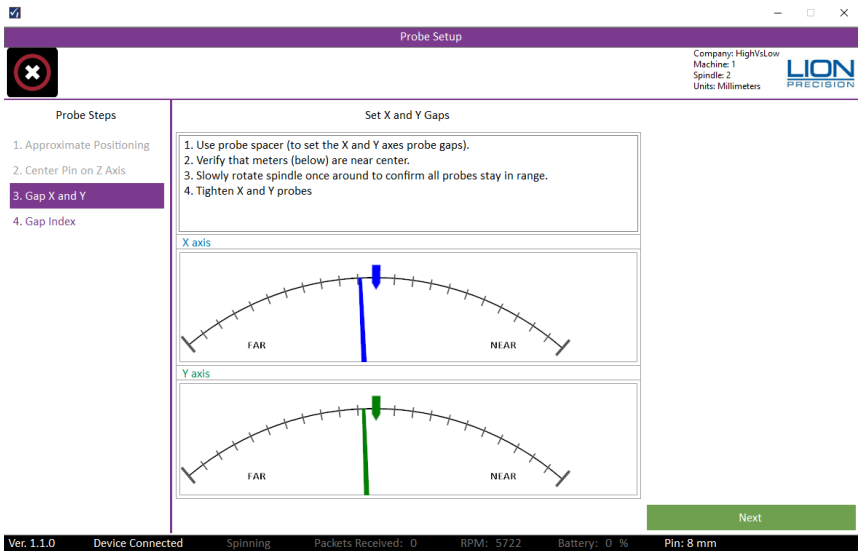 Probe Setup
Company: HighVsLow
Machine: 1
Spindle: 2
Units: Millimeters
LION
PRECISION
Probe Steps
1. Approximate Positioning
2. Center Pin on Z Axis
3. Gap X and Y
4. Gap Index
Set X and Y Gaps
1. Use probe spacer (to set the X and Y axes probe gaps).
2. Verify that meters (below) are near center.
3. Slowly rotate spindle once around to confirm all probes stay in range.
4. Tighten X and Y probes
X axis
FAR NEAR
Y axis
FAR NEAR
Next
Ver. 1.1.0 Device Connected Spinning Packets Received: 0 RPM: 5722 Battery: 0 % Pin: 8 mm